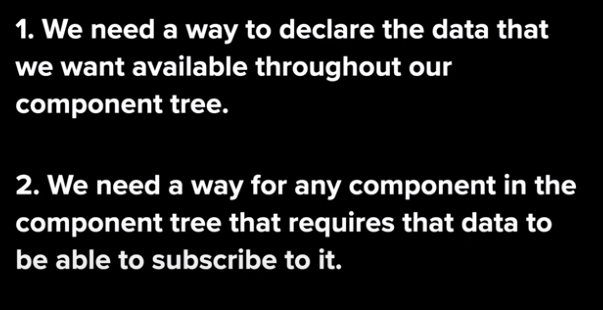 1. We need a way to declare the data that
we want available throughout our
component tree.
2. We need a way for any component in the
component tree that requires that data to
be able to subscribe to it.